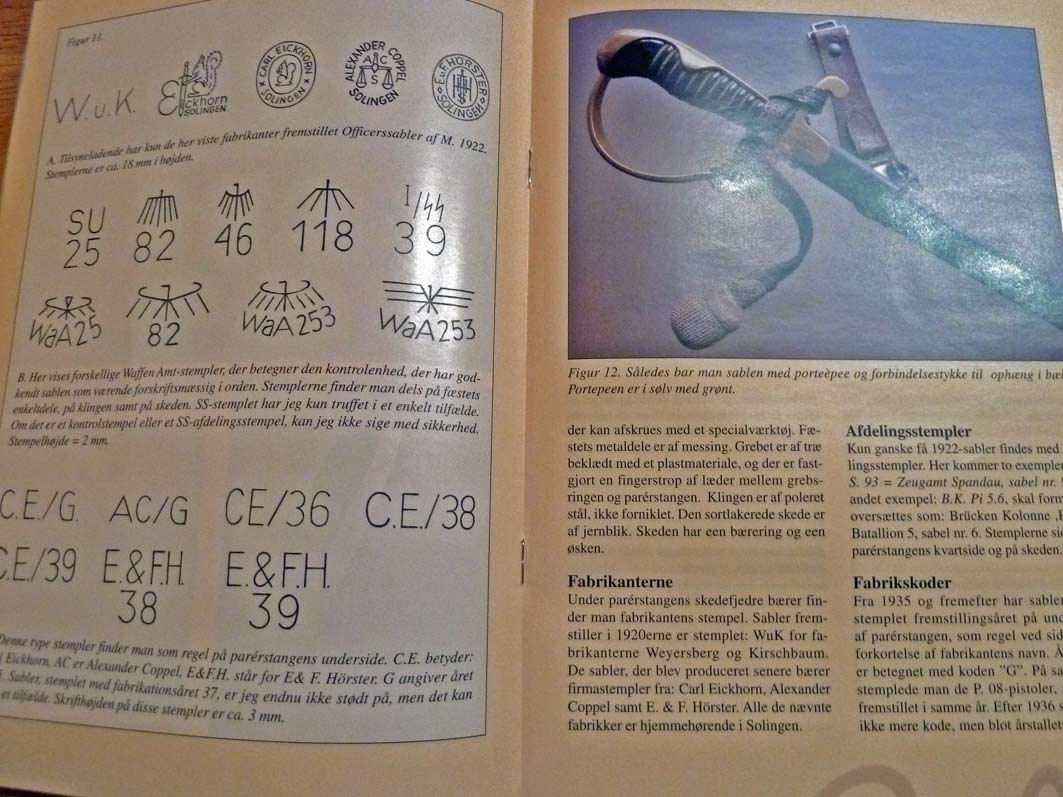 Figur 11.
W.u.K.
Eickhorn
SOLINGEN
CARL EICKHORN
SOLINGEN
ALEXANDER COPPEL
A C
S
SOLINGEN
E.u.F.HÖRSTER
SOLINGEN
A. Tilsyneladende har kun de her viste fabrikanter fremstillet Officerssabler af M. 1922.
Stemplerne er ca. 18 mm i højden.
SU
25
82
46
118
I/ᛋᛋ
39
WaA25
82
WaA253
WaA253
B. Her vises forskellige Waffen Amt-stempler, der betegner den kontrolenhed, der har god-
kendt sablen som værende forskriftsmæssig i orden. Stemplerne finder man dels på fæstets
enkeltdele, på klingen samt på skeden. SS-stemplet har jeg kun truffet i et enkelt tilfælde.
Om det er et kontrolstempel eller et SS-afdelingsstempel, kan jeg ikke sige med sikkerhed.
Stempelhøjde = 2 mm.
C.E./G. AC/G CE/36 C.E./38
C.E/39 E.&F.H. E.&F.H.
38 39
Denne type stempler finder man som regel på parérstangens underside. C.E. betyder:
Eickhorn, AC er Alexander Coppel, E&F.H. står for E& F. Hörster. G angiver året
Sabler, stemplet med fabrikationsåret 37, er jeg endnu ikke stødt på, men det kan
et tilfælde. Skrifthøjden på disse stempler er ca. 3 mm.
Figur 12. Således bar man sablen med porteèpee og forbindelsestykke til ophæng i
Portepeen er i sølv med grønt.
der kan afskrues med et specialværktøj. Fæ-
stets metaldele er af messing. Grebet er af træ
beklædt med et plastmateriale, og der er fast-
gjort en fingerstrop af læder mellem grebs-
ringen og parérstangen. Klingen er af poleret
stål, ikke forniklet. Den sortlakerede skede er
af jernblik. Skeden har en bærering og en
øsken.
Fabrikanterne
Under parérstangens skedefjedre bærer fin-
der man fabrikantens stempel. Sabler frem-
stiller i 1920erne er stemplet: WuK for fa-
brikanterne Weyersberg og Kirschbaum.
De sabler, der blev produceret senere bærer
firmastempler fra: Carl Eickhorn, Alexander
Coppel samt E. & F. Hörster. Alle de nævnte
fabrikker er hjemmehørende i Solingen.
Afdelingsstempler
Kun ganske få 1922-sabler findes med
lingsstempler. Her kommer to exempler
S. 93 = Zeugamt Spandau, sabel nr.
andet exempel: B.K. Pi 5.6, skal
oversættes som: Brücken Kolonne
Batallion 5, sabel nr. 6. Stemplerne
parérstangens kvartside og på skeden.
Fabrikskoder
Fra 1935 og fremefter har
stemplet fremstillingsåret på
af parérstangen, som regel ved
forkortelse af fabrikantens navn.
er betegnet med koden "G". På
stemplede man de P. 08-pistoler,
fremstillet i samme år. Efter 1936
ikke mere kode, men blot årstallet